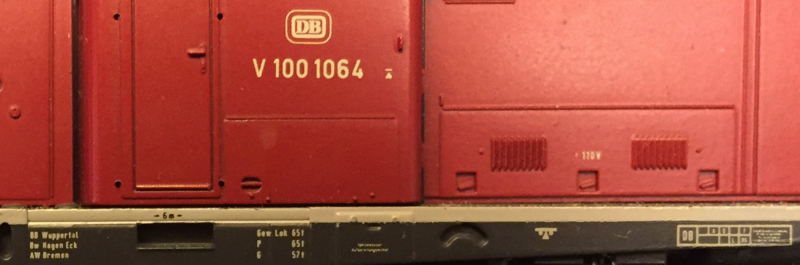 DB
V 100 1064
110V
6m
BD Wuppertal
Bw Hagen Eck
AW Bremen
Gew Lok 65t
P 65t
G 57t
DB